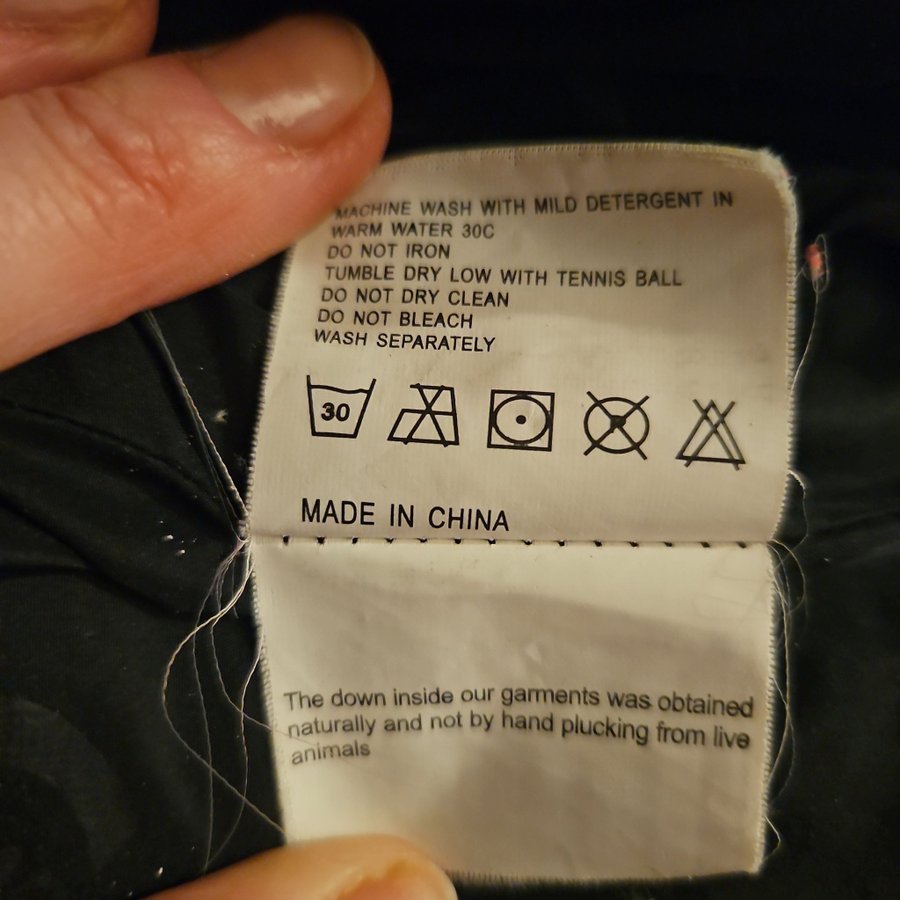 MACHINE WASH WITH MILD DETERGENT IN
WARM WATER 30C
DO NOT IRON
TUMBLE DRY LOW WITH TENNIS BALL
DO NOT DRY CLEAN
DO NOT BLEACH
WASH SEPARATELY
30
MADE IN CHINA
The down inside our garments was obtained
naturally and not by hand plucking from live
animals